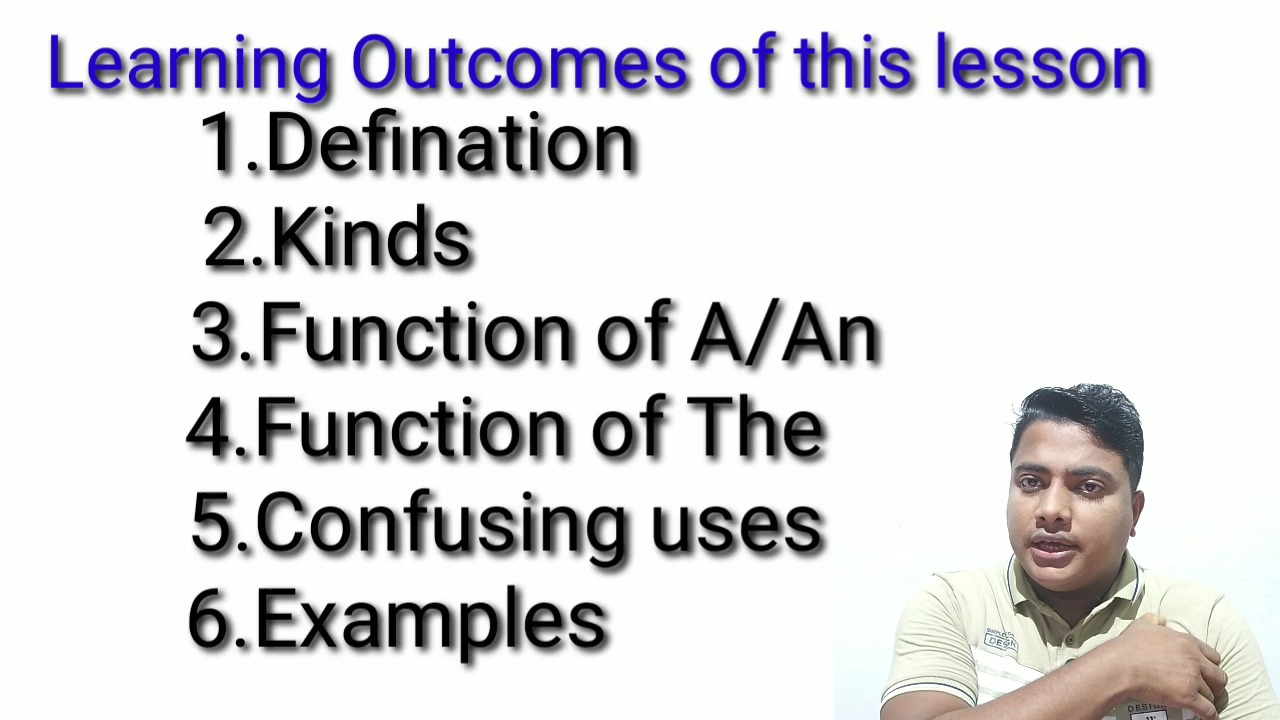 Learning Outcomes of this lesson
1.Defination
2.Kinds
3.Function of A/An
4.Function of The
5.Confusing uses
6.Examples
DESIGN